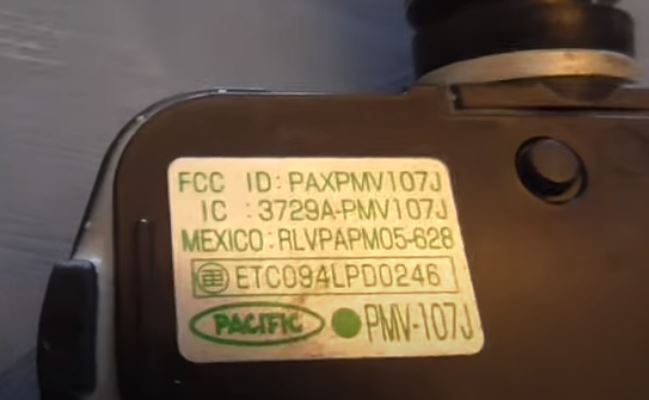 FCC ID: PAXPMV107J
IC : 3729A-PMV107J
MEXICO: RLVPAPM05-628
ETC094LPD0246
PACIFIC PMV-107J